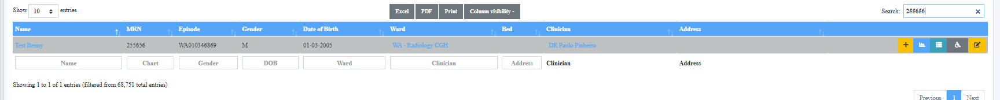 Show 10 entries Excel PDF Print Column visibility Search: 255656
Name MRN Episode Gender Date of Birth Ward Bed Clinician Address
Test Benny 255656 WA010346869 M 01-03-2005 WA - Radiology CGH DR Paulo Pinheiro
Name Chart Gender DOB Ward Clinician Address Clinician Address
Showing 1 to 1 of 1 entries (filtered from 68,751 total entries)
Previous 1 Next